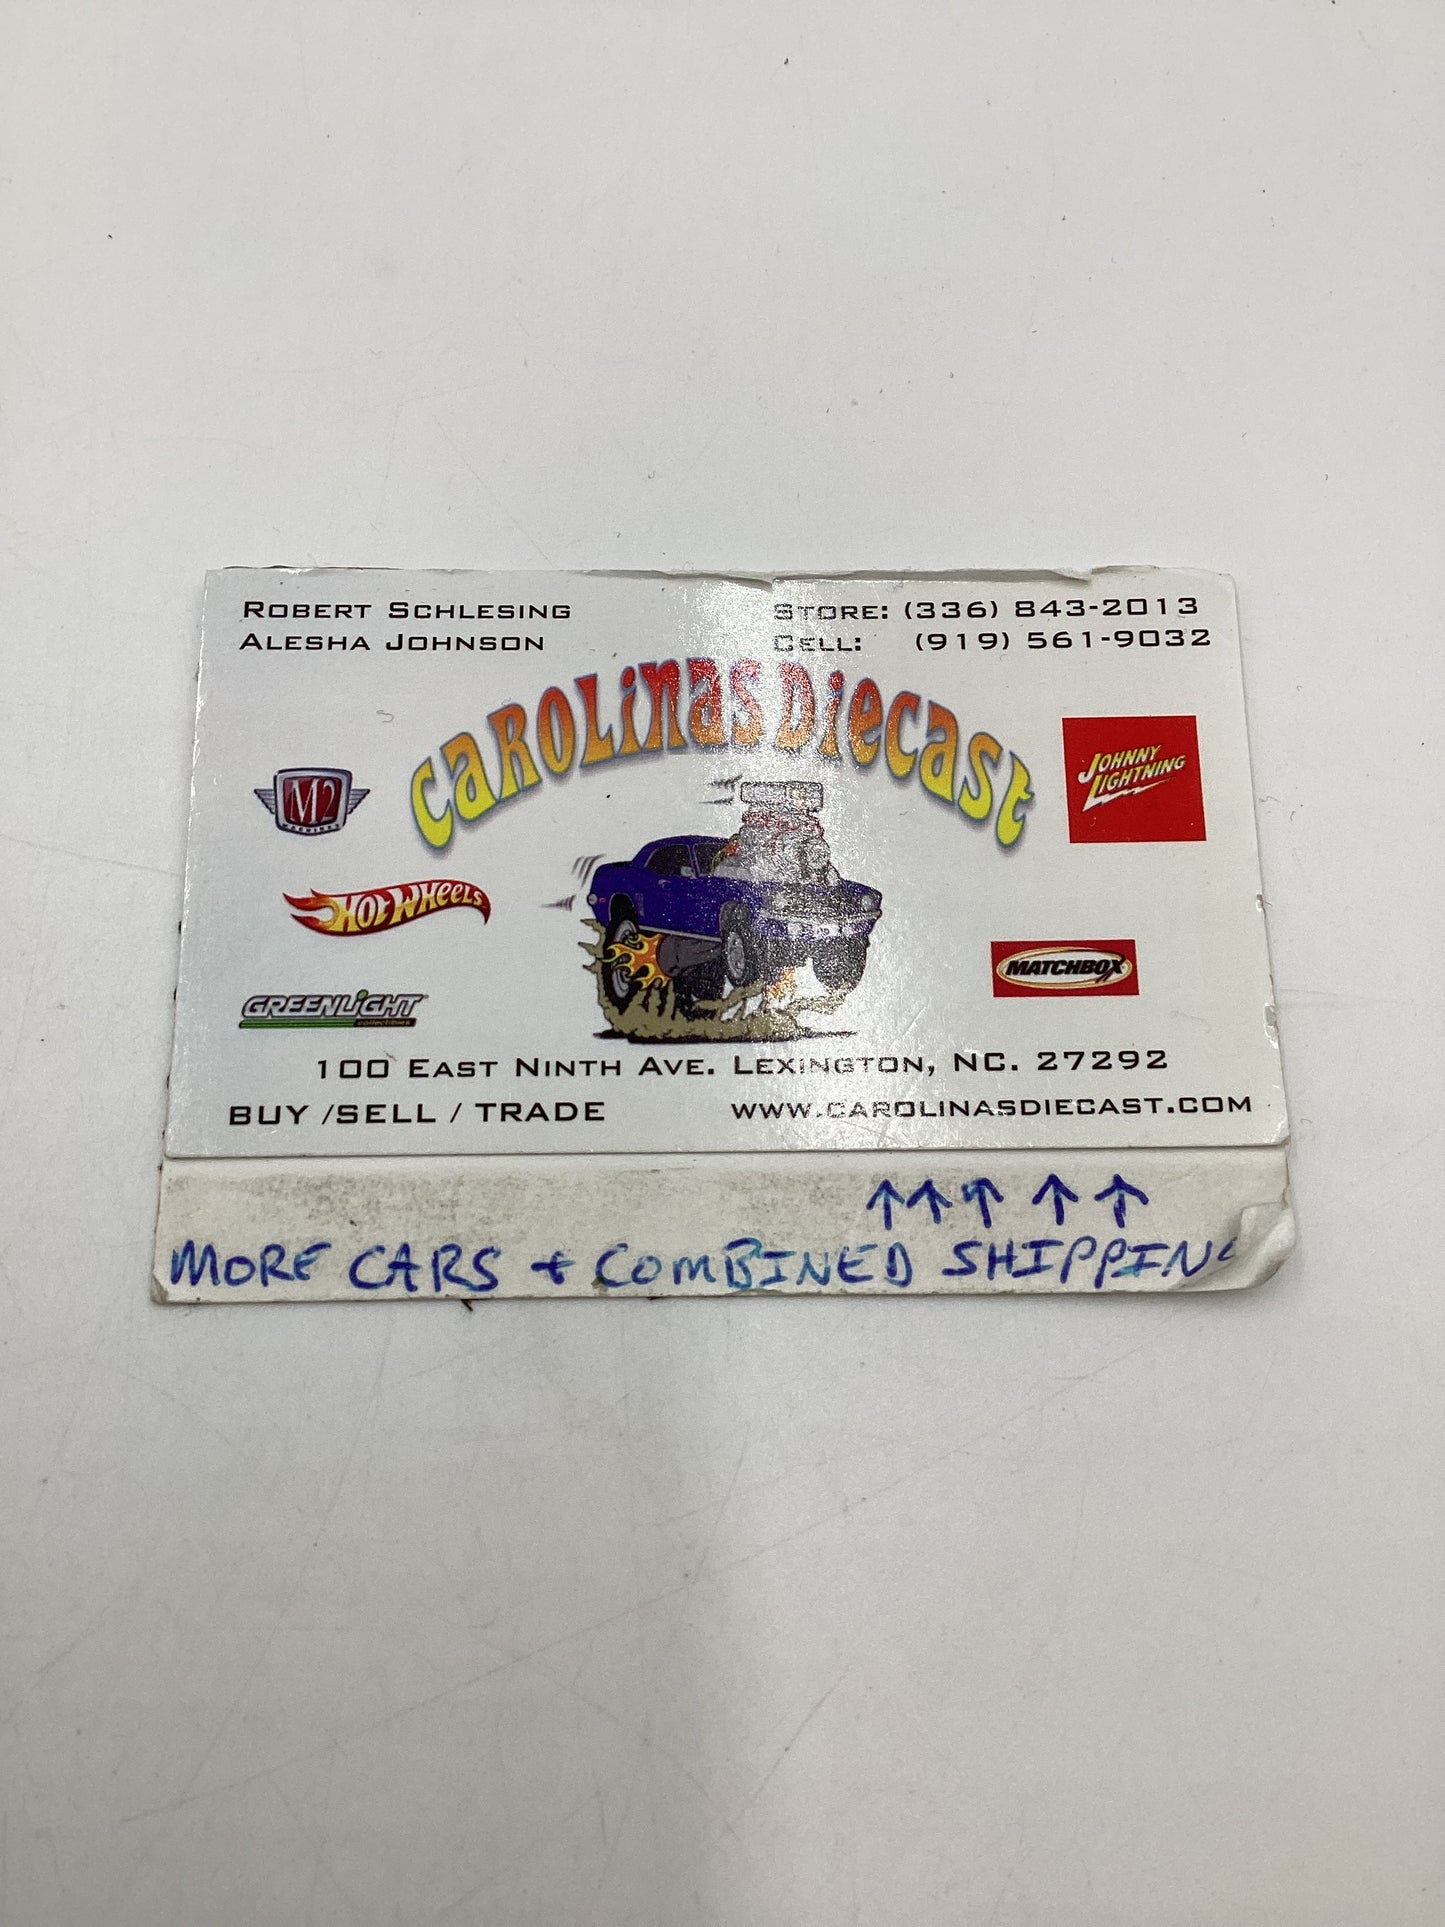 ROBERT SCHLESING
ALESHA JOHNSON
STORE: (336) 843-2013
CELL: (919) 561-9032
CAROLINAS DIECAST
M2
MACHINES
JOHNNY
LIGHTNING
HOT WHEELS
MATCHBOX
GREENLIGHT
collectibles
100 EAST NINTH AVE. LEXINGTON, NC. 27292
BUY /SELL / TRADE
WWW.CAROLINASDIECAST.COM
↑ ↑ ↑ ↑ ↑
MORE CARS + COMBINED SHIPPING